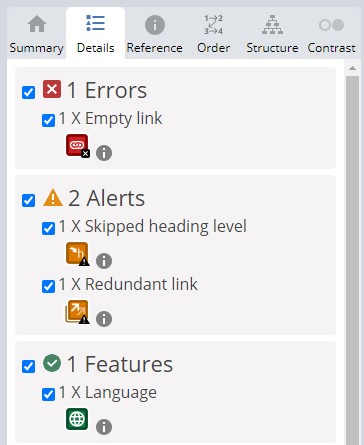 Summary Details Reference Order Structure Contrast
1 Errors
1 X Empty link
2 Alerts
1 X Skipped heading level
1 X Redundant link
1 Features
1 X Language